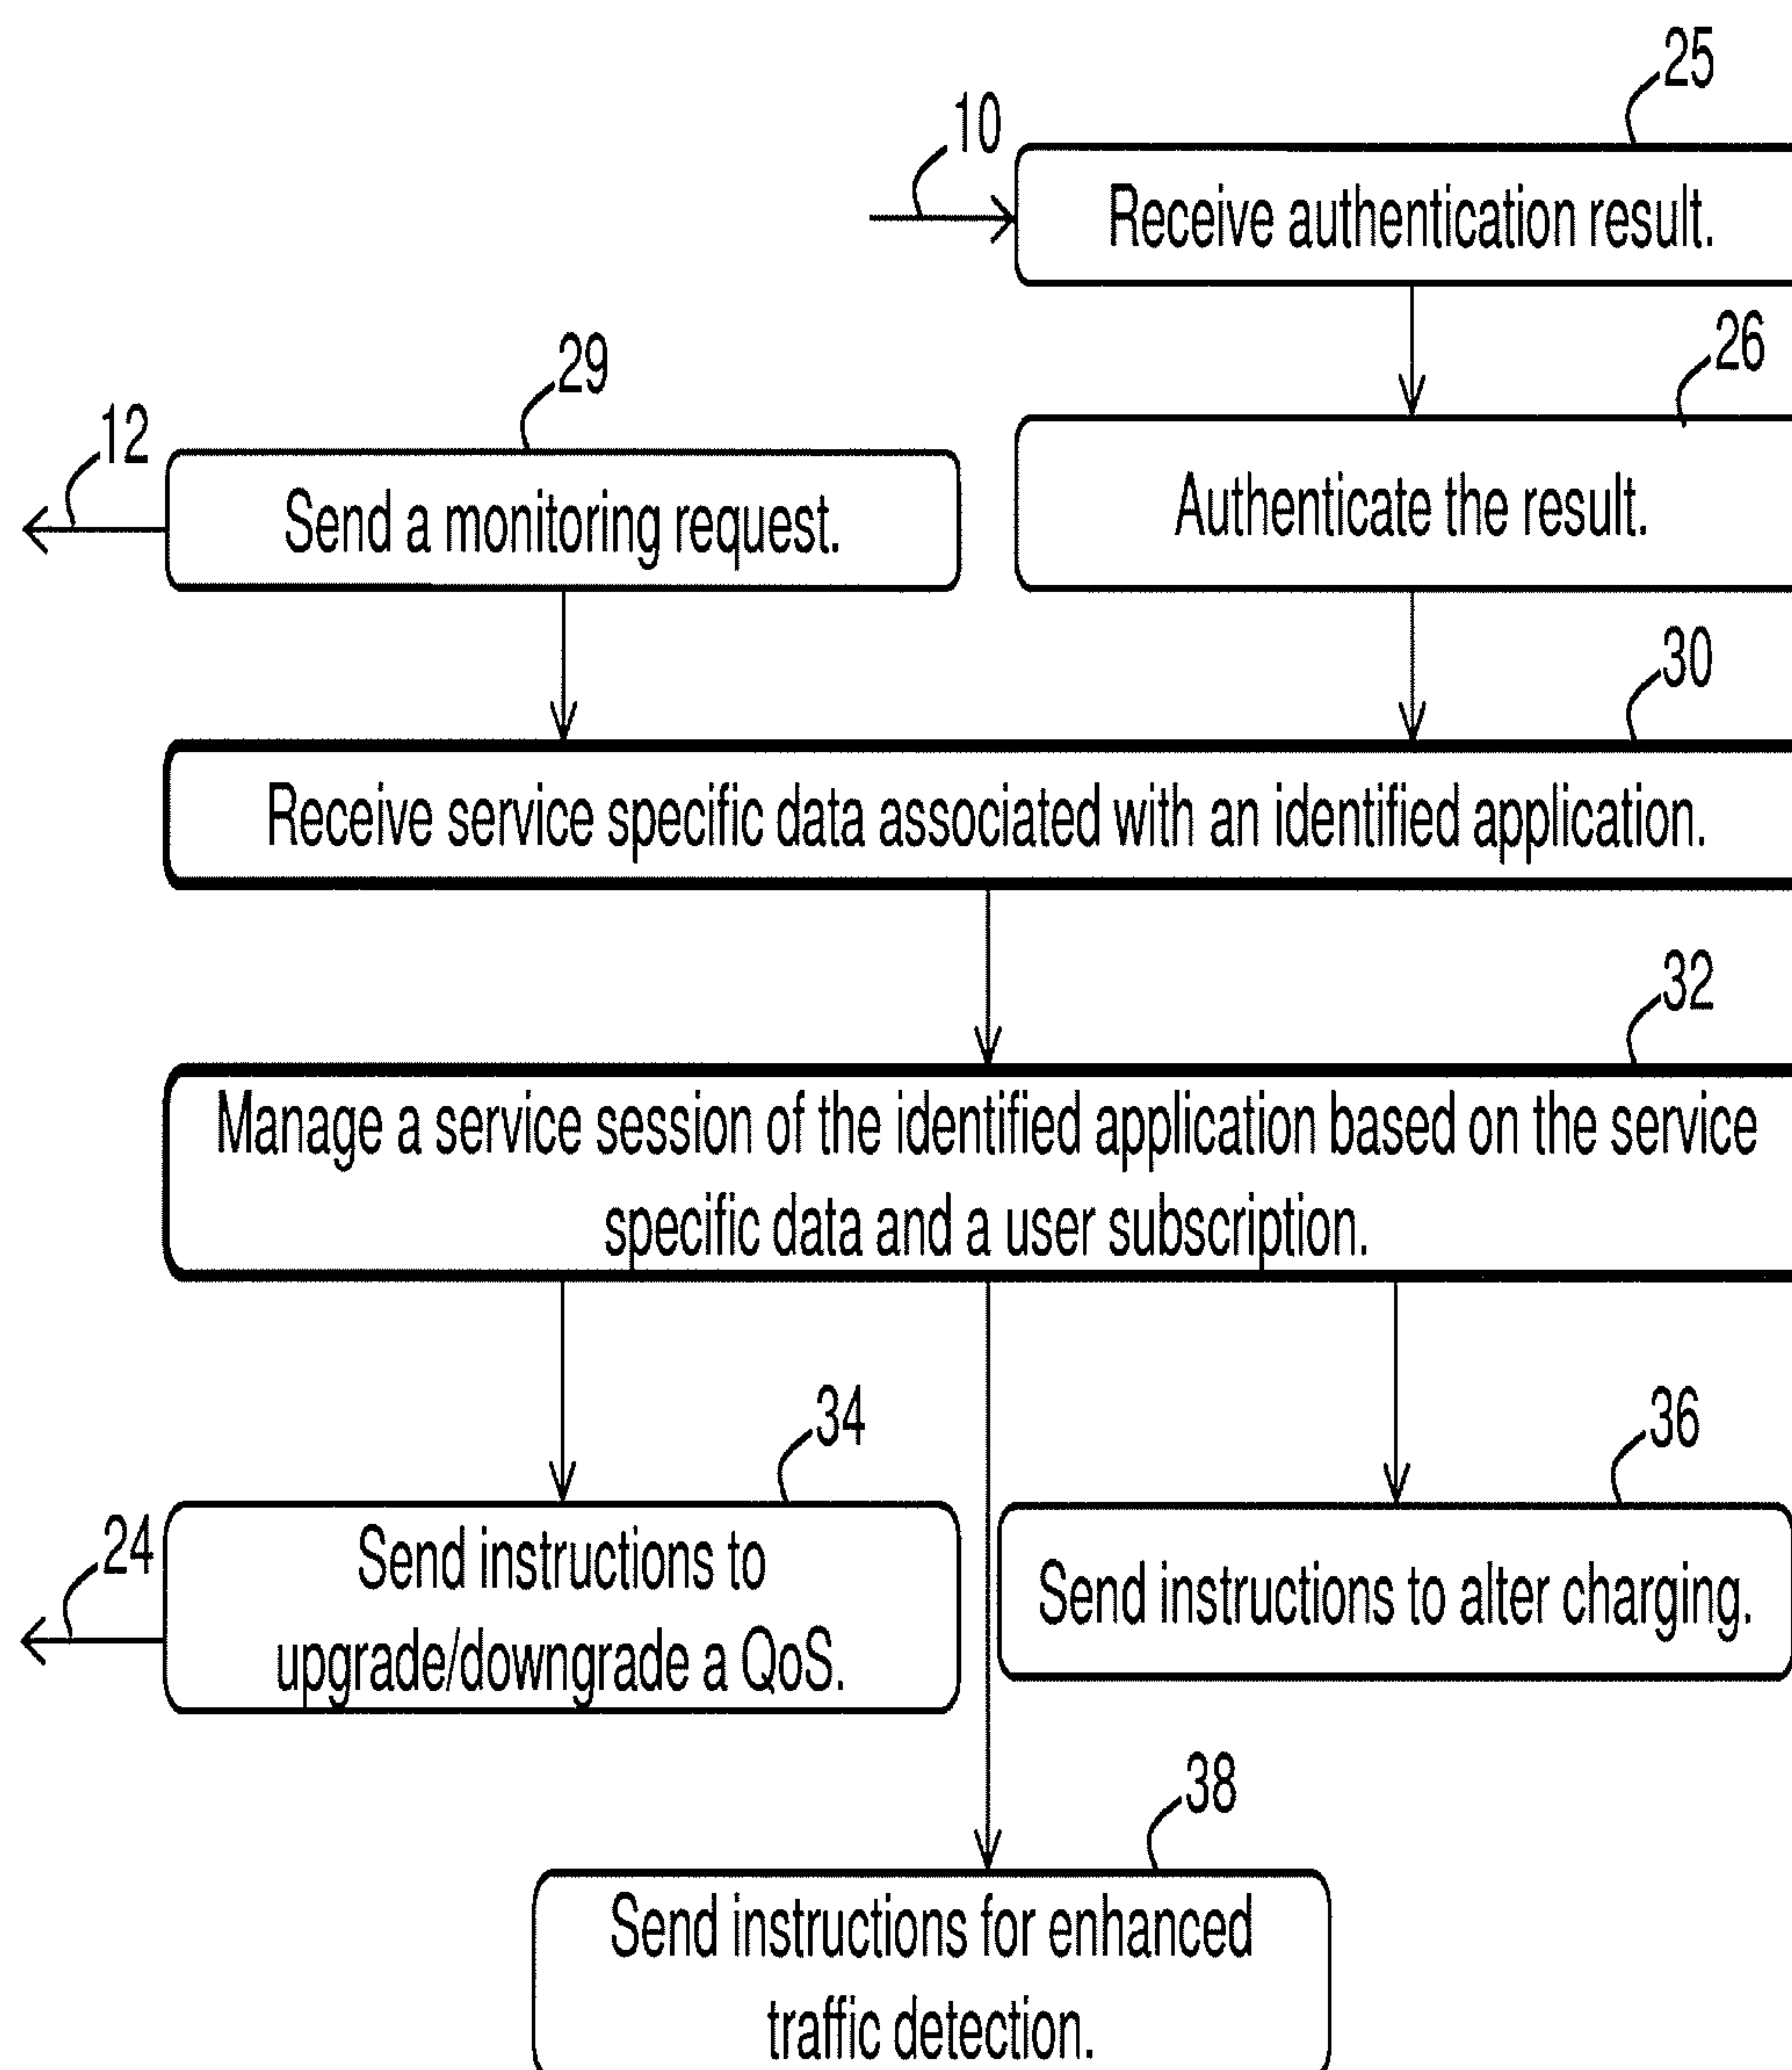 25
10
Receive authentication result.
26
29
12
Send a monitoring request.
Authenticate the result.
30
Receive service specific data associated with an identified application.
32
Manage a service session of the identified application based on the service
specific data and a user subscription.
34
36
24
Send instructions to
upgrade/downgrade a QoS.
Send instructions to alter charging.
38
Send instructions for enhanced
traffic detection.